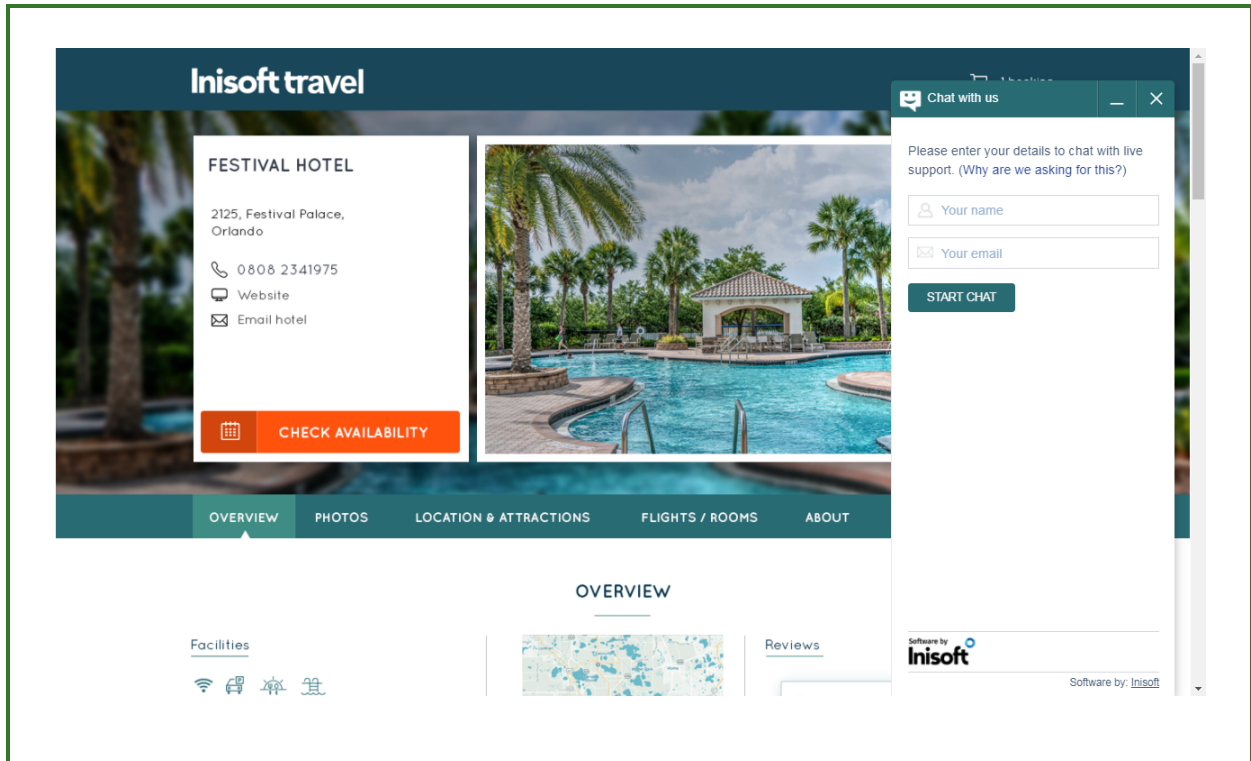 Inisoft travel
1 booking
FESTIVAL HOTEL
2125, Festival Palace,
Orlando
0808 2341975
Website
Email hotel
CHECK AVAILABILITY
OVERVIEW
PHOTOS
LOCATION & ATTRACTIONS
FLIGHTS / ROOMS
ABOUT
OVERVIEW
Facilities
Reviews
Chat with us
Please enter your details to chat with live
support. (Why are we asking for this?)
Your name
Your email
START CHAT
Software by
Inisoft
Software by: Inisoft